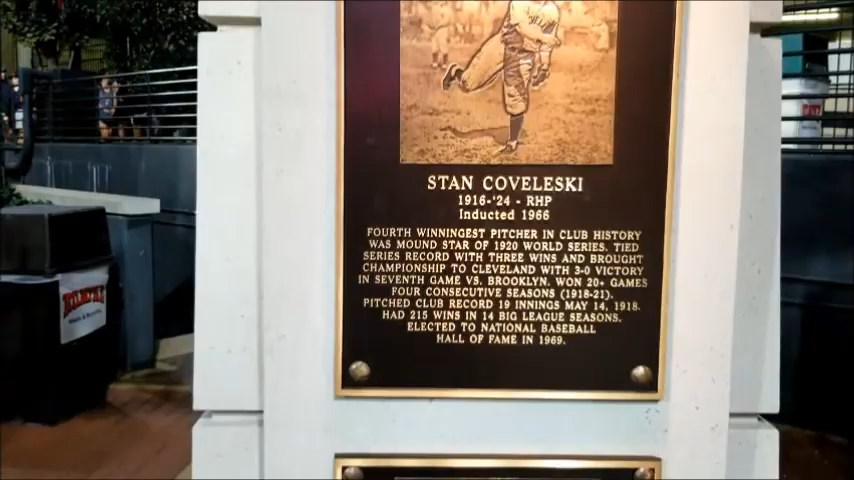 STAN COVELESKI
1916-'24 - RHP
Inducted 1966
FOURTH WINNINGEST PITCHER IN CLUB HISTORY
WAS MOUND STAR OF 1920 WORLD SERIES. TIED
SERIES RECORD WITH THREE WINS AND BROUGHT
CHAMPIONSHIP TO CLEVELAND WITH 3-0 VICTORY
IN SEVENTH GAME VS. BROOKLYN. WON 20+ GAMES
FOUR CONSECUTIVE SEASONS (1918-21).
PITCHED CLUB RECORD 19 INNINGS MAY 14, 1918.
HAD 215 WINS IN 14 BIG LEAGUE SEASONS.
ELECTED TO NATIONAL BASEBALL
HALL OF FAME IN 1969.